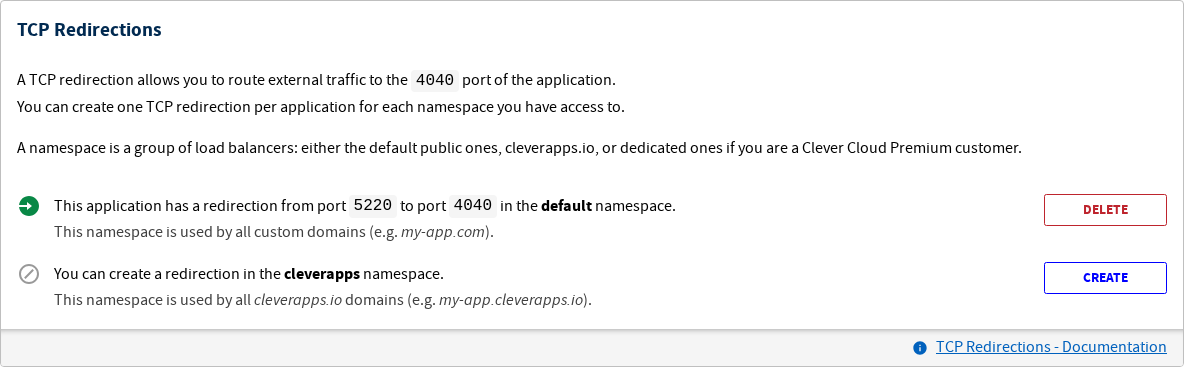 TCP Redirections
A TCP redirection allows you to route external traffic to the 4040 port of the application.
You can create one TCP redirection per application for each namespace you have access to.
A namespace is a group of load balancers: either the default public ones, cleverapps.io, or dedicated ones if you are a Clever Cloud Premium customer.
This application has a redirection from port 5220 to port 4040 in the default namespace.
DELETE
This namespace is used by all custom domains (e.g. my-app.com).
You can create a redirection in the cleverapps namespace.
CREATE
This namespace is used by all cleverapps.io domains (e.g. my-app.cleverapps.io).
TCP Redirections - Documentation